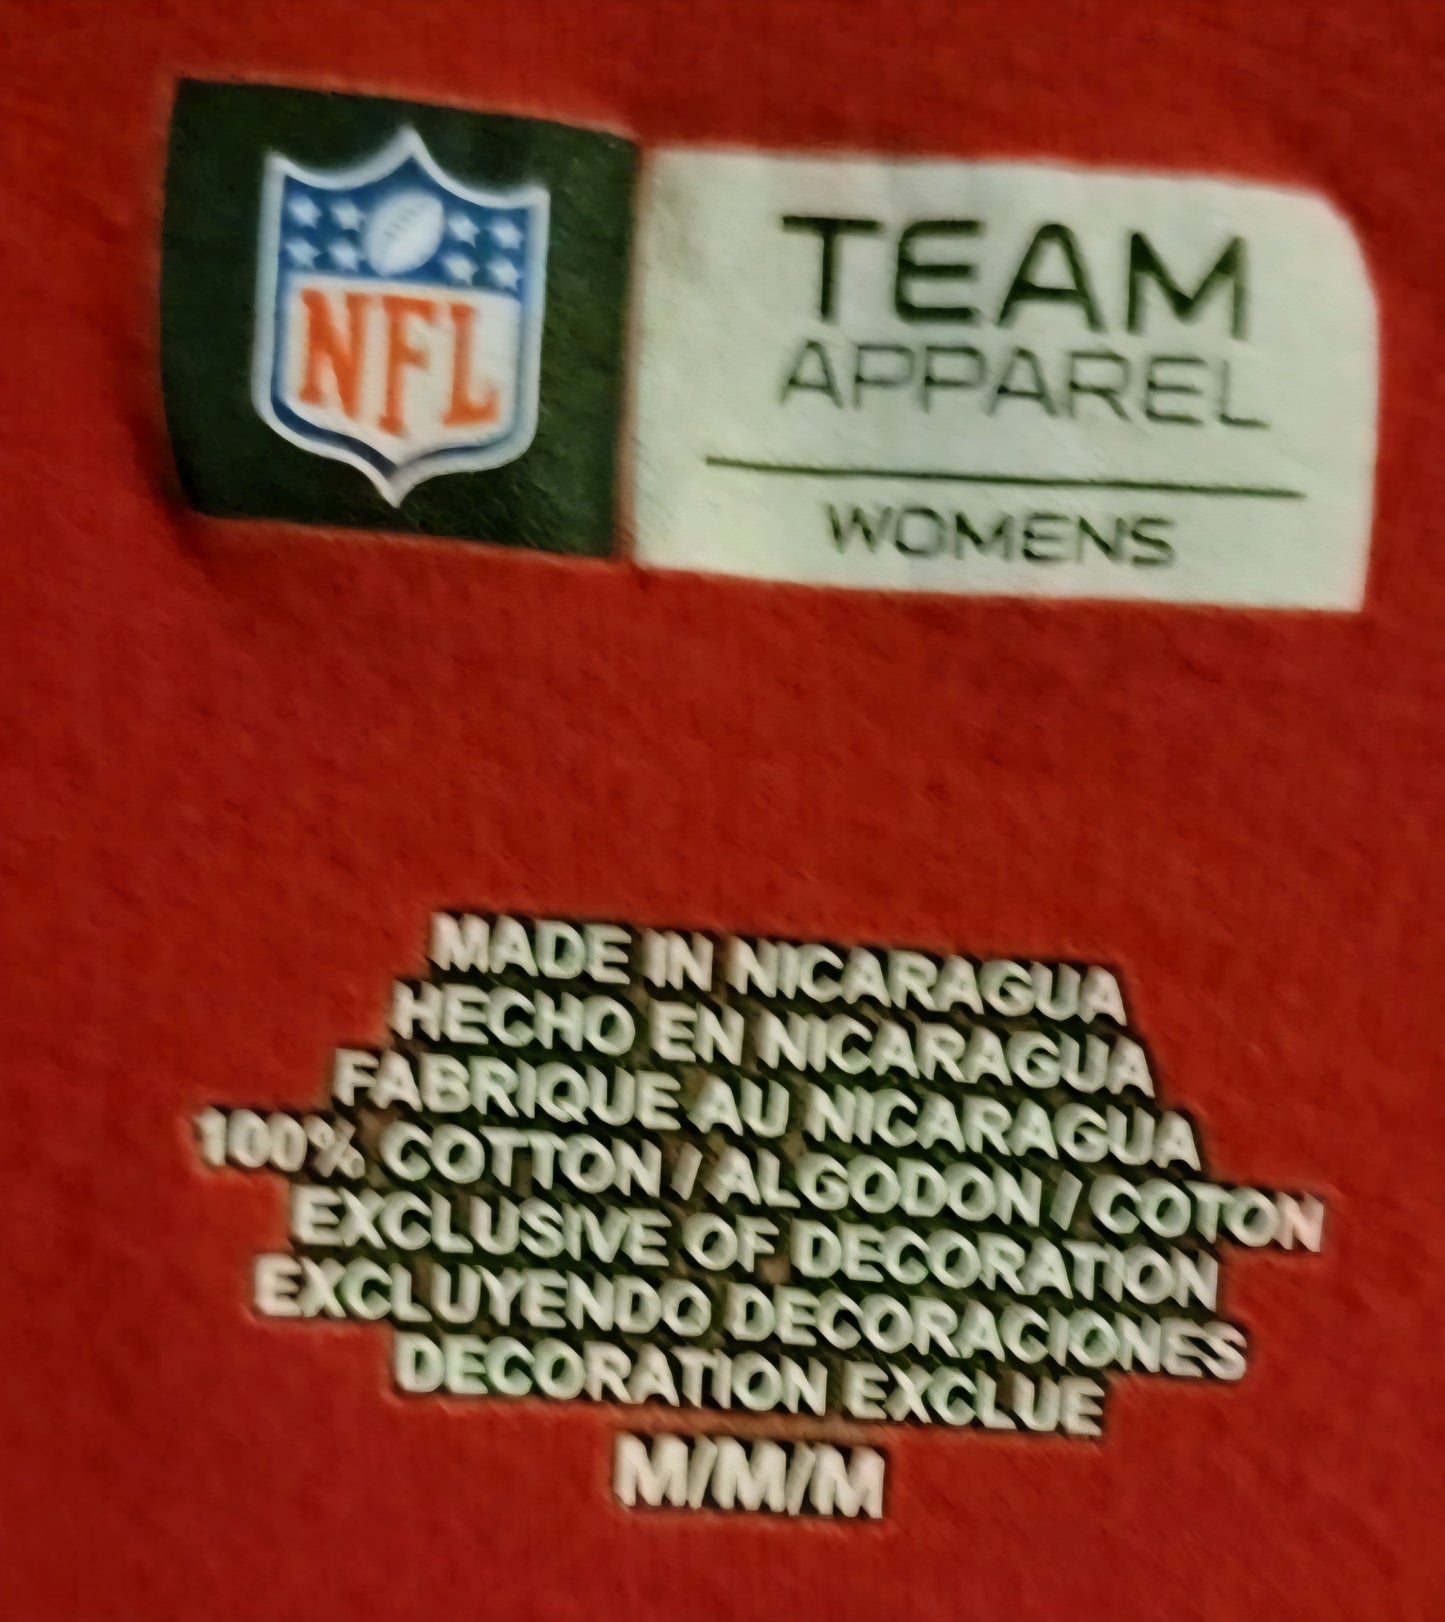 NFL
TEAM
APPAREL
WOMENS
MADE IN NICARAGUA
HECHO EN NICARAGUA
FABRIQUE AU NICARAGUA
100% COTTON / ALGODON / COTON
EXCLUSIVE OF DECORATION
EXCLUYENDO DECORACIONES
DECORATION EXCLUE
M/M/M